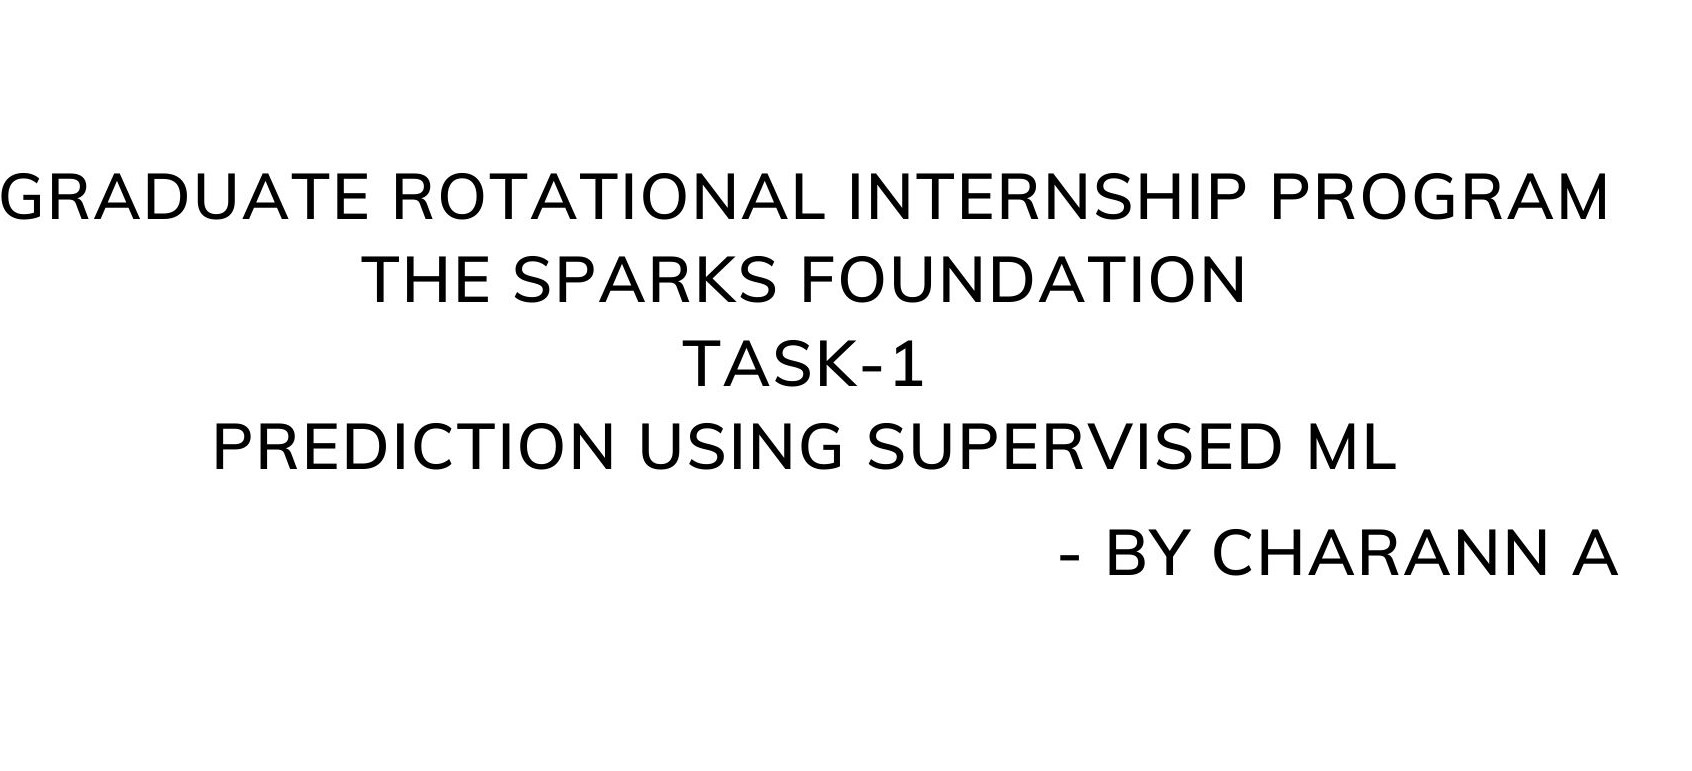 GRADUATE ROTATIONAL INTERNSHIP PROGRAM
THE SPARKS FOUNDATION
TASK-1
PREDICTION USING SUPERVISED ML
- BY CHARANN A